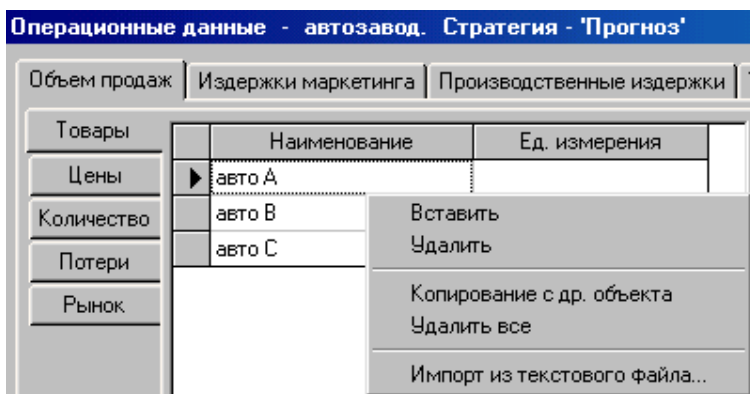 Операционные данные - автозавод. Стратегия - 'Прогноз'
Объем продаж Издержки маркетинга Производственные издержки
Товары
Цены
Количество
Потери
Рынок
Наименование Ед. измерения
авто A
авто B
авто C
Вставить
Удалить
Копирование с др. объекта
Удалить все
Импорт из текстового файла...